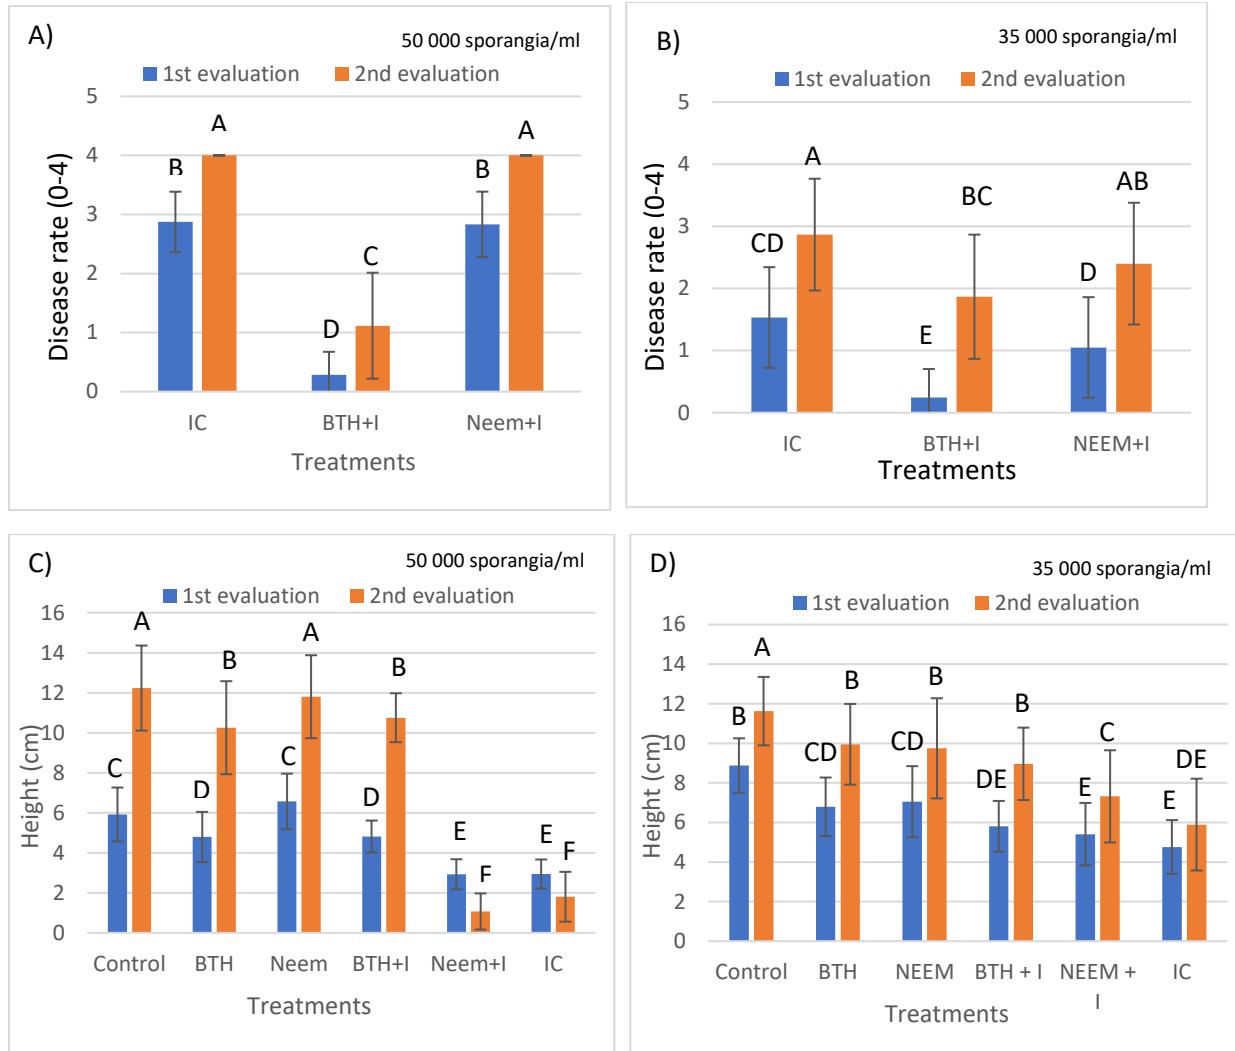 A)
50 000 sporangia/ml
1st evaluation 2nd evaluation
Disease rate (0-4)
5
4
3
2
1
0
B
A
D
C
B
A
IC BTH+I Neem+I
Treatments
B)
35 000 sporangia/ml
1st evaluation 2nd evaluation
Disease rate (0-4)
5
4
3
2
1
0
CD
A
E
BC
D
AB
IC BTH+I NEEM+I
Treatments
C)
50 000 sporangia/ml
1st evaluation 2nd evaluation
Height (cm)
16
14
12
10
8
6
4
2
0
C
A
D
B
C
A
D
B
E
F
E
F
Control BTH Neem BTH+I Neem+I IC
Treatments
D)
35 000 sporangia/ml
1st evaluation 2nd evaluation
Height (cm)
16
14
12
10
8
6
4
2
0
B
A
CD
B
CD
B
DE
B
E
C
E
DE
Control BTH NEEM BTH + I NEEM + IC
I
Treatments